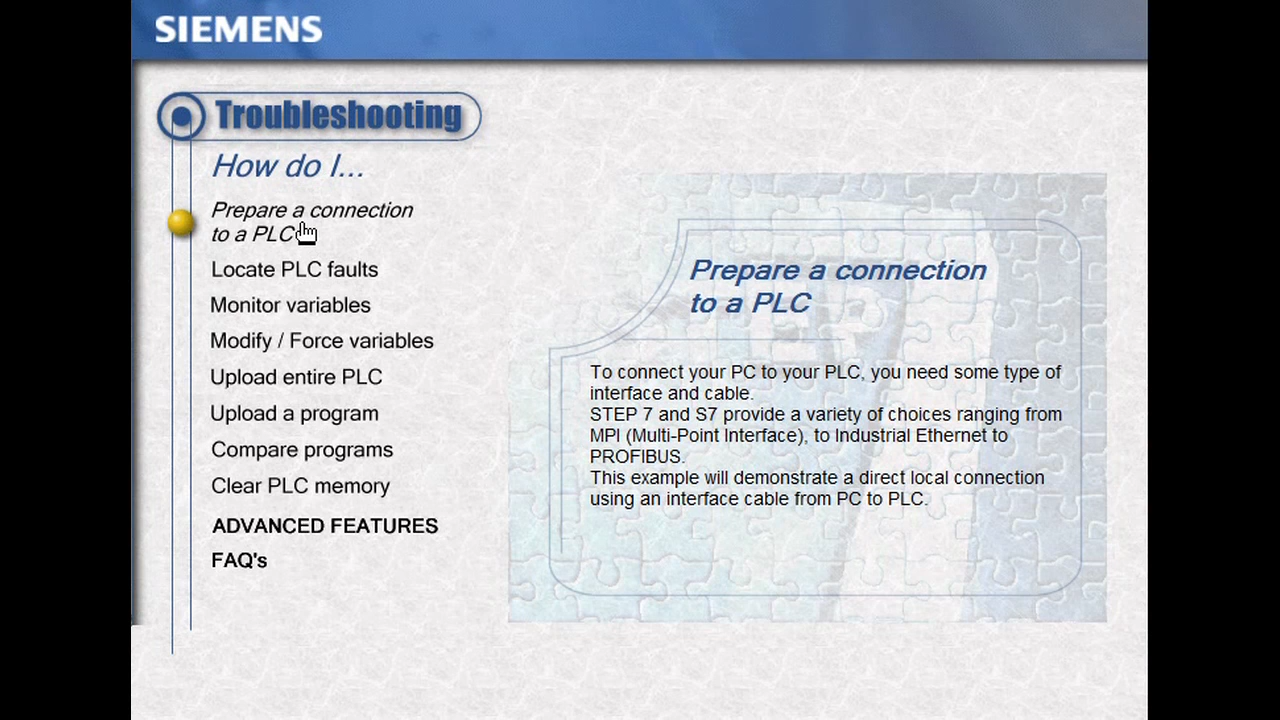 SIEMENS
Troubleshooting
How do I...
Prepare a connection
to a PLC
Locate PLC faults
Monitor variables
Modify / Force variables
Upload entire PLC
Upload a program
Compare programs
Clear PLC memory
ADVANCED FEATURES
FAQ's
Prepare a connection
to a PLC
To connect your PC to your PLC, you need some type of
interface and cable.
STEP 7 and S7 provide a variety of choices ranging from
MPI (Multi-Point Interface), to Industrial Ethernet to
PROFIBUS.
This example will demonstrate a direct local connection
using an interface cable from PC to PLC.